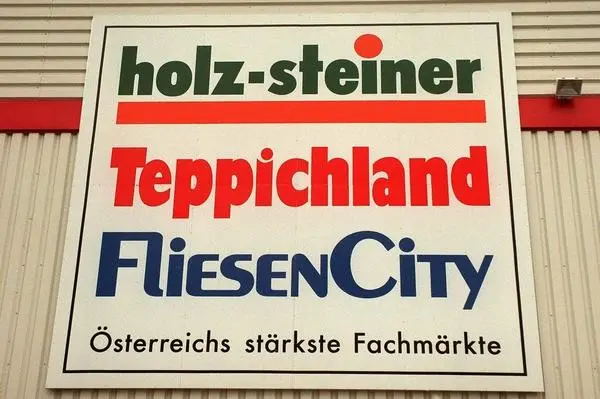 holz-steiner
Teppichland
FLiESENCiTY
Österreichs stärkste Fachmärkte